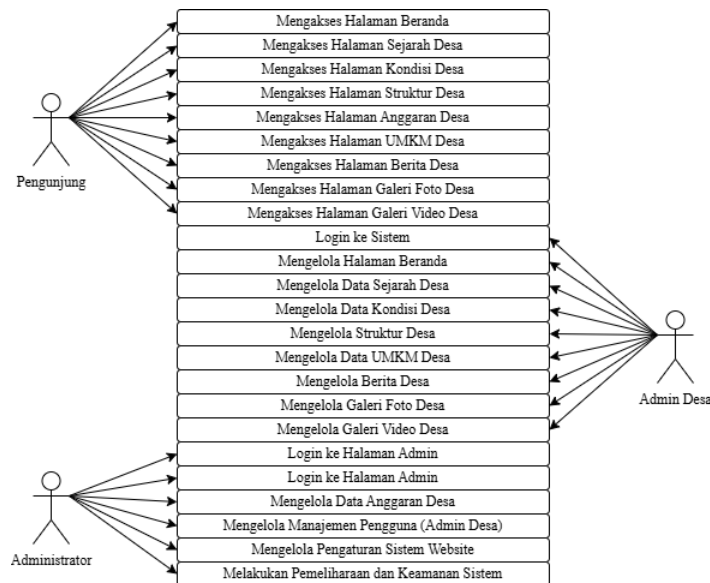 Mengakses Halaman Beranda
Mengakses Halaman Sejarah Desa
Mengakses Halaman Kondisi Desa
Mengakses Halaman Struktur Desa
Mengakses Halaman Anggaran Desa
Mengakses Halaman UMKM Desa
Mengakses Halaman Berita Desa
Mengakses Halaman Galeri Foto Desa
Mengakses Halaman Galeri Video Desa
Pengunjung
Login ke Sistem
Mengelola Halaman Beranda
Mengelola Data Sejarah Desa
Mengelola Data Kondisi Desa
Mengelola Struktur Desa
Mengelola Data UMKM Desa
Mengelola Berita Desa
Mengelola Galeri Foto Desa
Mengelola Galeri Video Desa
Admin Desa
Login ke Halaman Admin
Login ke Halaman Admin
Mengelola Data Anggaran Desa
Mengelola Manajemen Pengguna (Admin Desa)
Mengelola Pengaturan Sistem Website
Melakukan Pemeliharaan dan Keamanan Sistem
Administrator